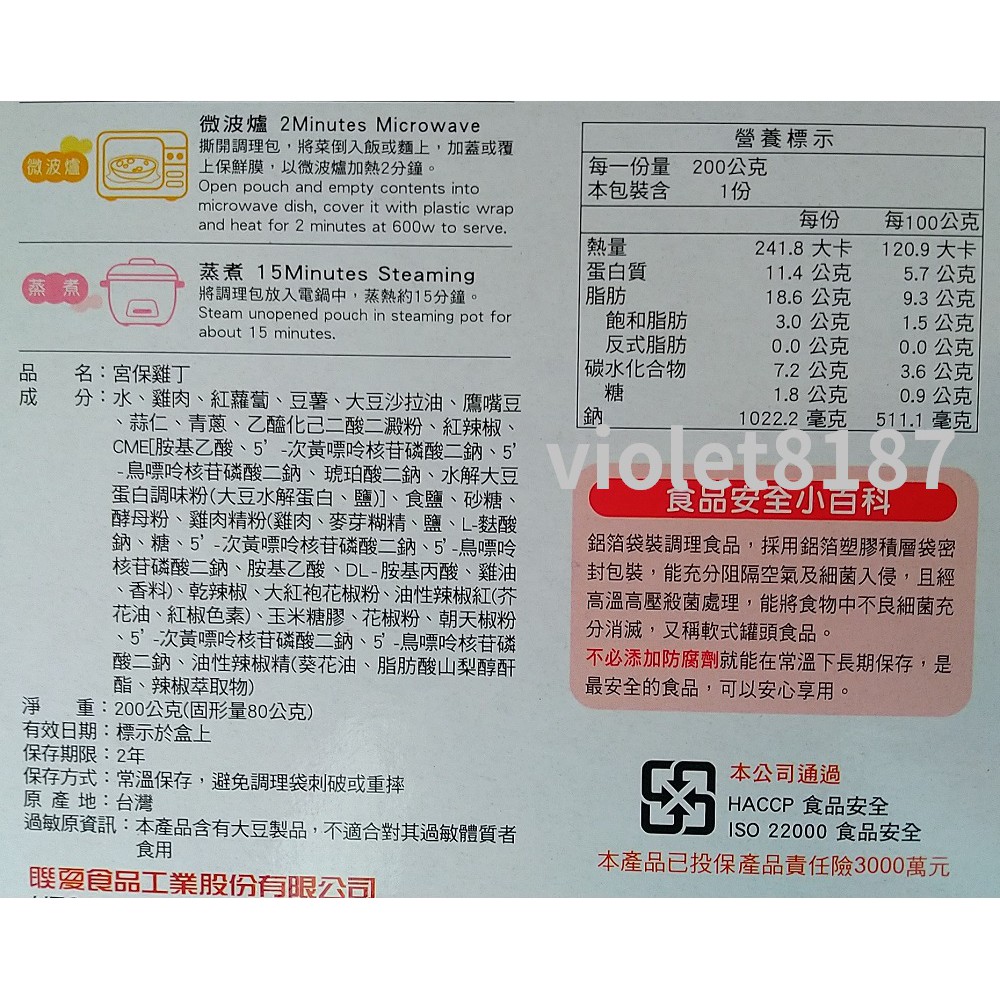 微波爐
微波爐 2Minutes Microwave
撕開調理包，將菜倒入飯或麵上，加蓋或覆
上保鮮膜，以微波爐加熱2分鐘。
Open pouch and empty contents into
microwave dish, cover it with plastic wrap
and heat for 2 minutes at 600w to serve.
蒸煮
蒸煮 15Minutes Steaming
將調理包放入電鍋中，蒸熱約15分鐘。
Steam unopened pouch in steaming pot for
about 15 minutes.
品　　名：宮保雞丁
成　　分：水、雞肉、紅蘿蔔、豆薯、大豆沙拉油、鷹嘴豆
、蒜仁、青蔥、乙醯化己二酸二澱粉、紅辣椒、
CME[胺基乙酸、5’-次黃嘌呤核苷磷酸二鈉、5’
-鳥嘌呤核苷磷酸二鈉、琥珀酸二鈉、水解大豆
蛋白調味粉(大豆水解蛋白、鹽)]、食鹽、砂糖、
酵母粉、雞肉精粉(雞肉、麥芽糊精、鹽、L-麩酸
鈉、糖、5’-次黃嘌呤核苷磷酸二鈉、5’-鳥嘌呤
核苷磷酸二鈉、胺基乙酸、DL-胺基丙酸、雞油
、香料)、乾辣椒、大紅袍花椒粉、油性辣椒紅(芥
花油、紅椒色素)、玉米糖膠、花椒粉、朝天椒粉
、5’-次黃嘌呤核苷磷酸二鈉、5’-鳥嘌呤核苷磷
酸二鈉、油性辣椒精(葵花油、脂肪酸山梨醇酐
酯、辣椒萃取物)
淨　　重：200公克(固形量80公克)
有效日期：標示於盒上
保存期限：2年
保存方式：常溫保存，避免調理袋刺破或重摔
原 產 地：台灣
過敏原資訊：本產品含有大豆製品，不適合對其過敏體質者
食用
聯夏食品工業股份有限公司
營養標示
每一份量 200公克
本包裝含 1份
每份 每100公克
熱量 241.8 大卡 120.9 大卡
蛋白質 11.4 公克 5.7 公克
脂肪 18.6 公克 9.3 公克
飽和脂肪 3.0 公克 1.5 公克
反式脂肪 0.0 公克 0.0 公克
碳水化合物 7.2 公克 3.6 公克
糖 1.8 公克 0.9 公克
鈉 1022.2 毫克 511.1 毫克
violet8187
食品安全小百科
鋁箔袋裝調理食品，採用鋁箔塑膠積層袋密
封包裝，能充分阻隔空氣及細菌入侵，且經
高溫高壓殺菌處理，能將食物中不良細菌充
分消滅，又稱軟式罐頭食品。
不必添加防腐劑就能在常溫下長期保存，是
最安全的食品，可以安心享用。
本公司通過
HACCP 食品安全
ISO 22000 食品安全
本產品已投保產品責任險3000萬元